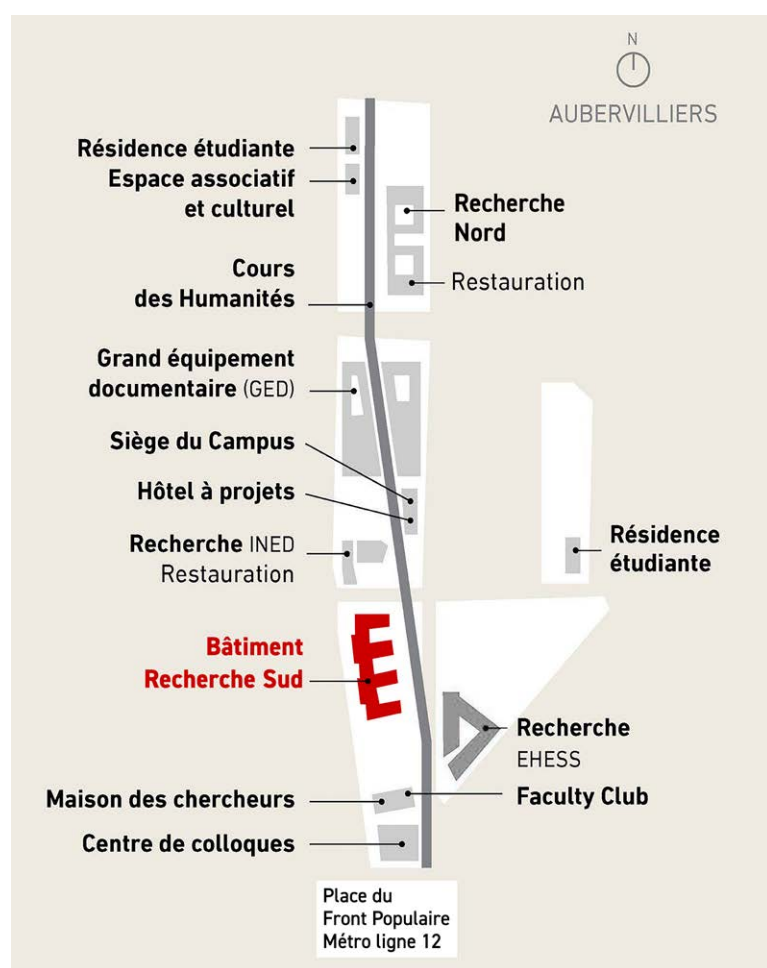 N
AUBERVILLIERS
Résidence étudiante
Espace associatif
et culturel
Recherche
Nord
Restauration
Cours
des Humanités
Grand équipement
documentaire (GED)
Siège du Campus
Hôtel à projets
Recherche INED
Restauration
Résidence
étudiante
Bâtiment
Recherche Sud
Recherche
EHESS
Maison des chercheurs
Faculty Club
Centre de colloques
Place du
Front Populaire
Métro ligne 12